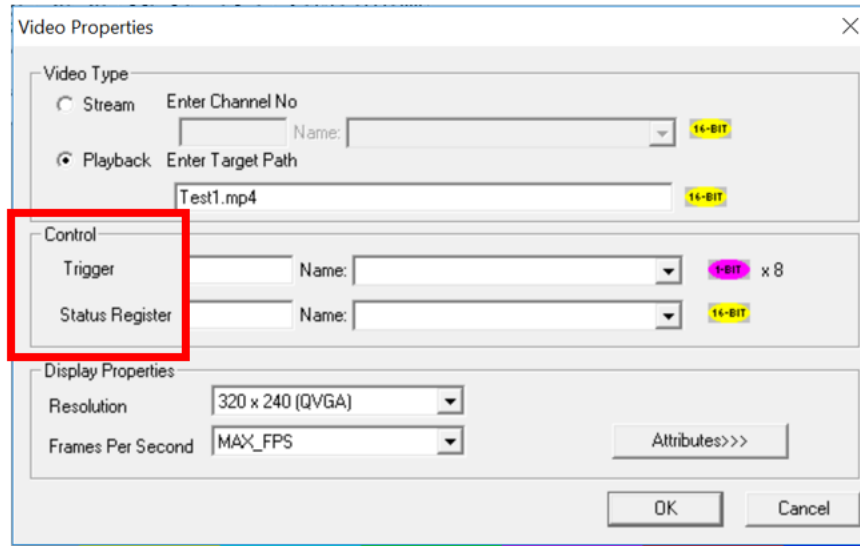 Video Properties
Video Type
Stream Enter Channel No
Name: 16-BIT
Playback Enter Target Path
Test1.mp4 16-BIT
Control
Trigger Name: 1-BIT x 8
Status Register Name: 16-BIT
Display Properties
Resolution 320 x 240 (QVGA)
Frames Per Second MAX_FPS Attributes>>>
OK Cancel